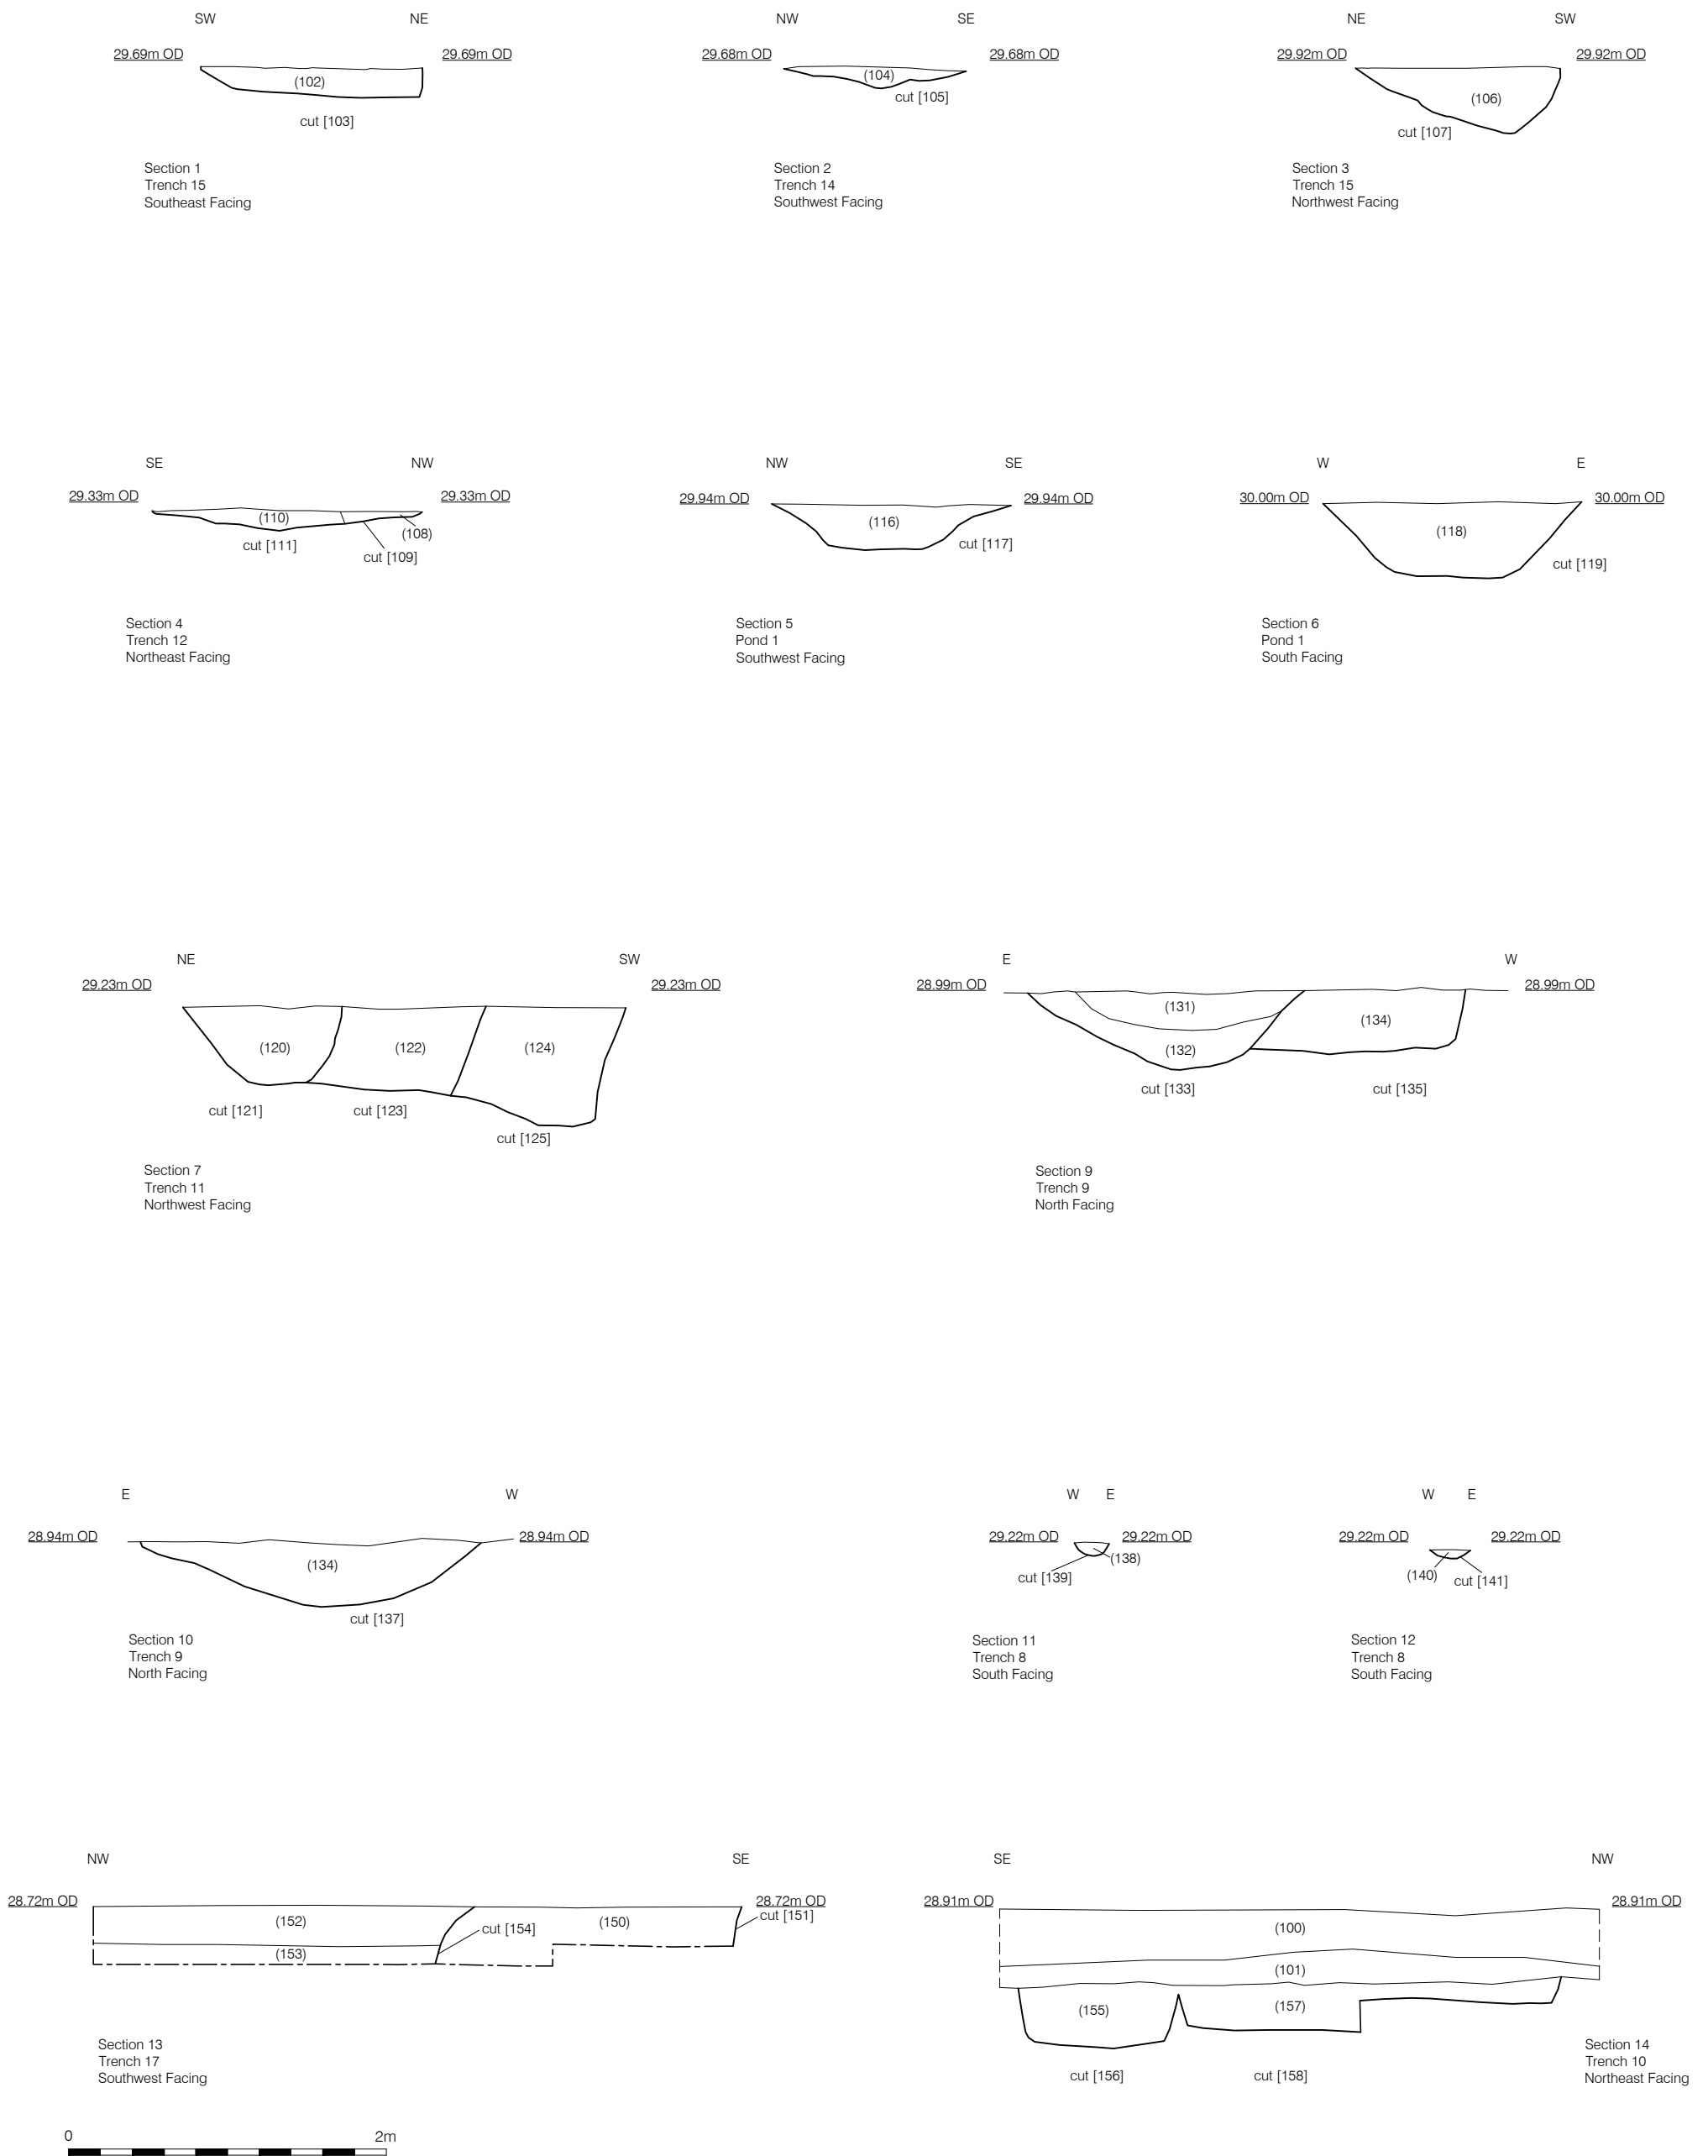 SW NE
29.69m OD 29.69m OD
(102)
cut [103]
Section 1
Trench 15
Southeast Facing
NW SE
29.68m OD 29.68m OD
(104)
cut [105]
Section 2
Trench 14
Southwest Facing
NE SW
29.92m OD 29.92m OD
(106)
cut [107]
Section 3
Trench 15
Northwest Facing
SE NW
29.33m OD 29.33m OD
(110)
(108)
cut [111]
cut [109]
Section 4
Trench 12
Northeast Facing
NW SE
29.94m OD 29.94m OD
(116)
cut [117]
Section 5
Pond 1
Southwest Facing
W E
30.00m OD 30.00m OD
(118)
cut [119]
Section 6
Pond 1
South Facing
NE SW
29.23m OD 29.23m OD
(120) (122) (124)
cut [121] cut [123]
cut [125]
Section 7
Trench 11
Northwest Facing
E W
28.99m OD 28.99m OD
(131)
(134)
(132)
cut [133] cut [135]
Section 9
Trench 9
North Facing
E W
28.94m OD 28.94m OD
(134)
cut [137]
Section 10
Trench 9
North Facing
W E
29.22m OD 29.22m OD
(138)
cut [139]
Section 11
Trench 8
South Facing
W E
29.22m OD 29.22m OD
(140) cut [141]
Section 12
Trench 8
South Facing
NW SE
28.72m OD 28.72m OD
cut [151]
(152) (150)
cut [154]
(153)
Section 13
Trench 17
Southwest Facing
SE NW
28.91m OD 28.91m OD
(100)
(101)
(155) (157)
cut [156] cut [158]
Section 14
Trench 10
Northeast Facing
0 2m